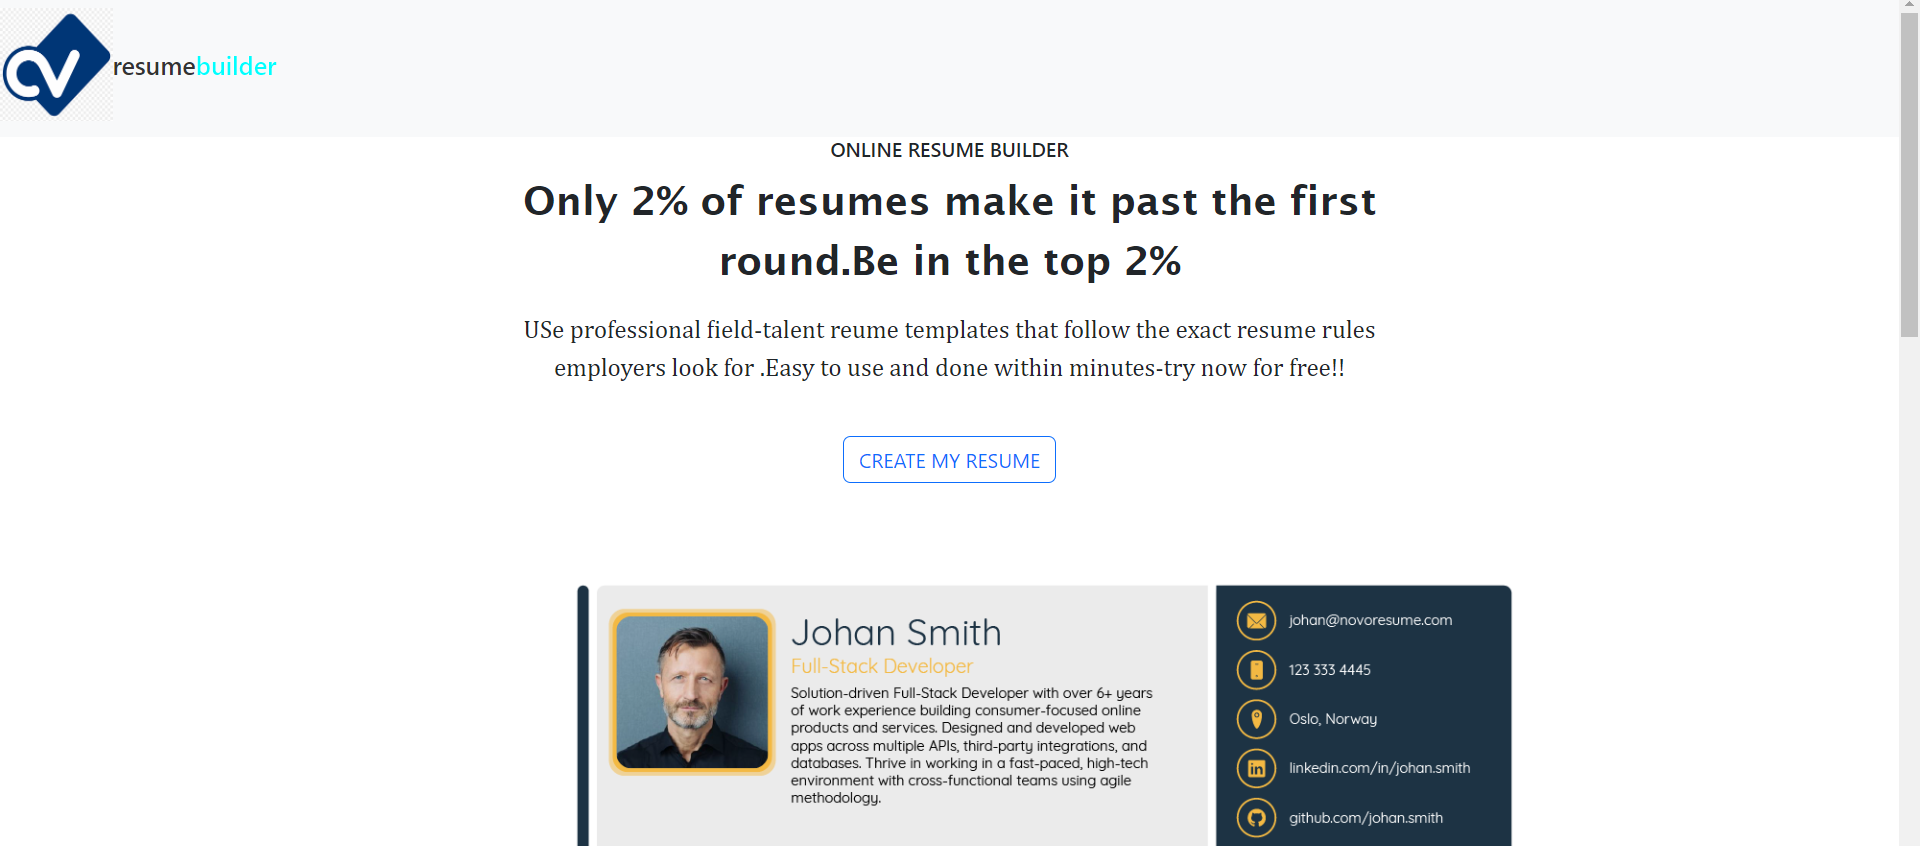 CV
resumebuilder
ONLINE RESUME BUILDER
Only 2% of resumes make it past the first
round.Be in the top 2%
USe professional field-talent reume templates that follow the exact resume rules
employers look for .Easy to use and done within minutes-try now for free!!
CREATE MY RESUME
Johan Smith
Full-Stack Developer
Solution-driven Full-Stack Developer with over 6+ years
of work experience building consumer-focused online
products and services. Designed and developed web
apps across multiple APIs, third-party integrations, and
databases. Thrive in working in a fast-paced, high-tech
environment with cross-functional teams using agile
methodology.
johan@novoresume.com
123 333 4445
Oslo, Norway
in
linkedin.com/in/johan.smith
github.com/johan.smith